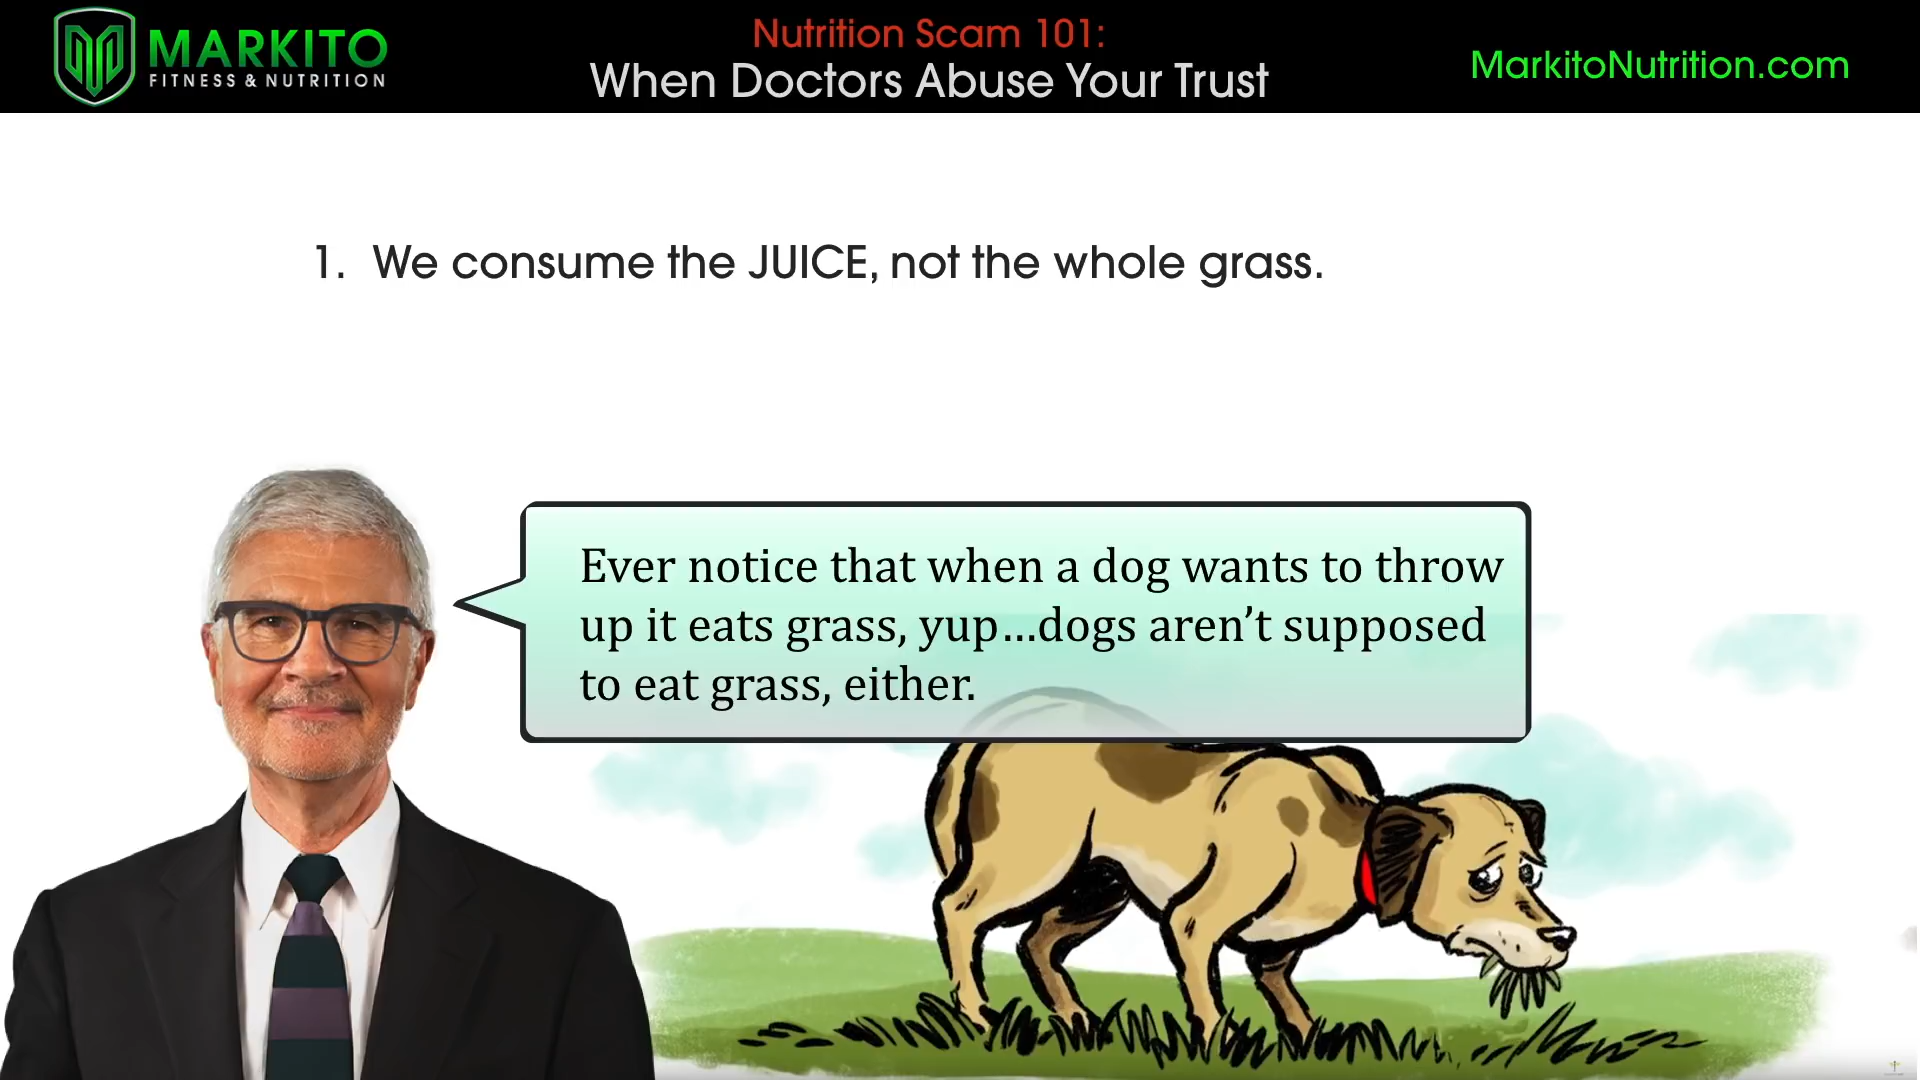 MARKITO
FITNESS & NUTRITION
Nutrition Scam 101:
When Doctors Abuse Your Trust
MarkitoNutrition.com
1. We consume the JUICE, not the whole grass.
Ever notice that when a dog wants to throw
up it eats grass, yup...dogs aren't supposed
to eat grass, either.